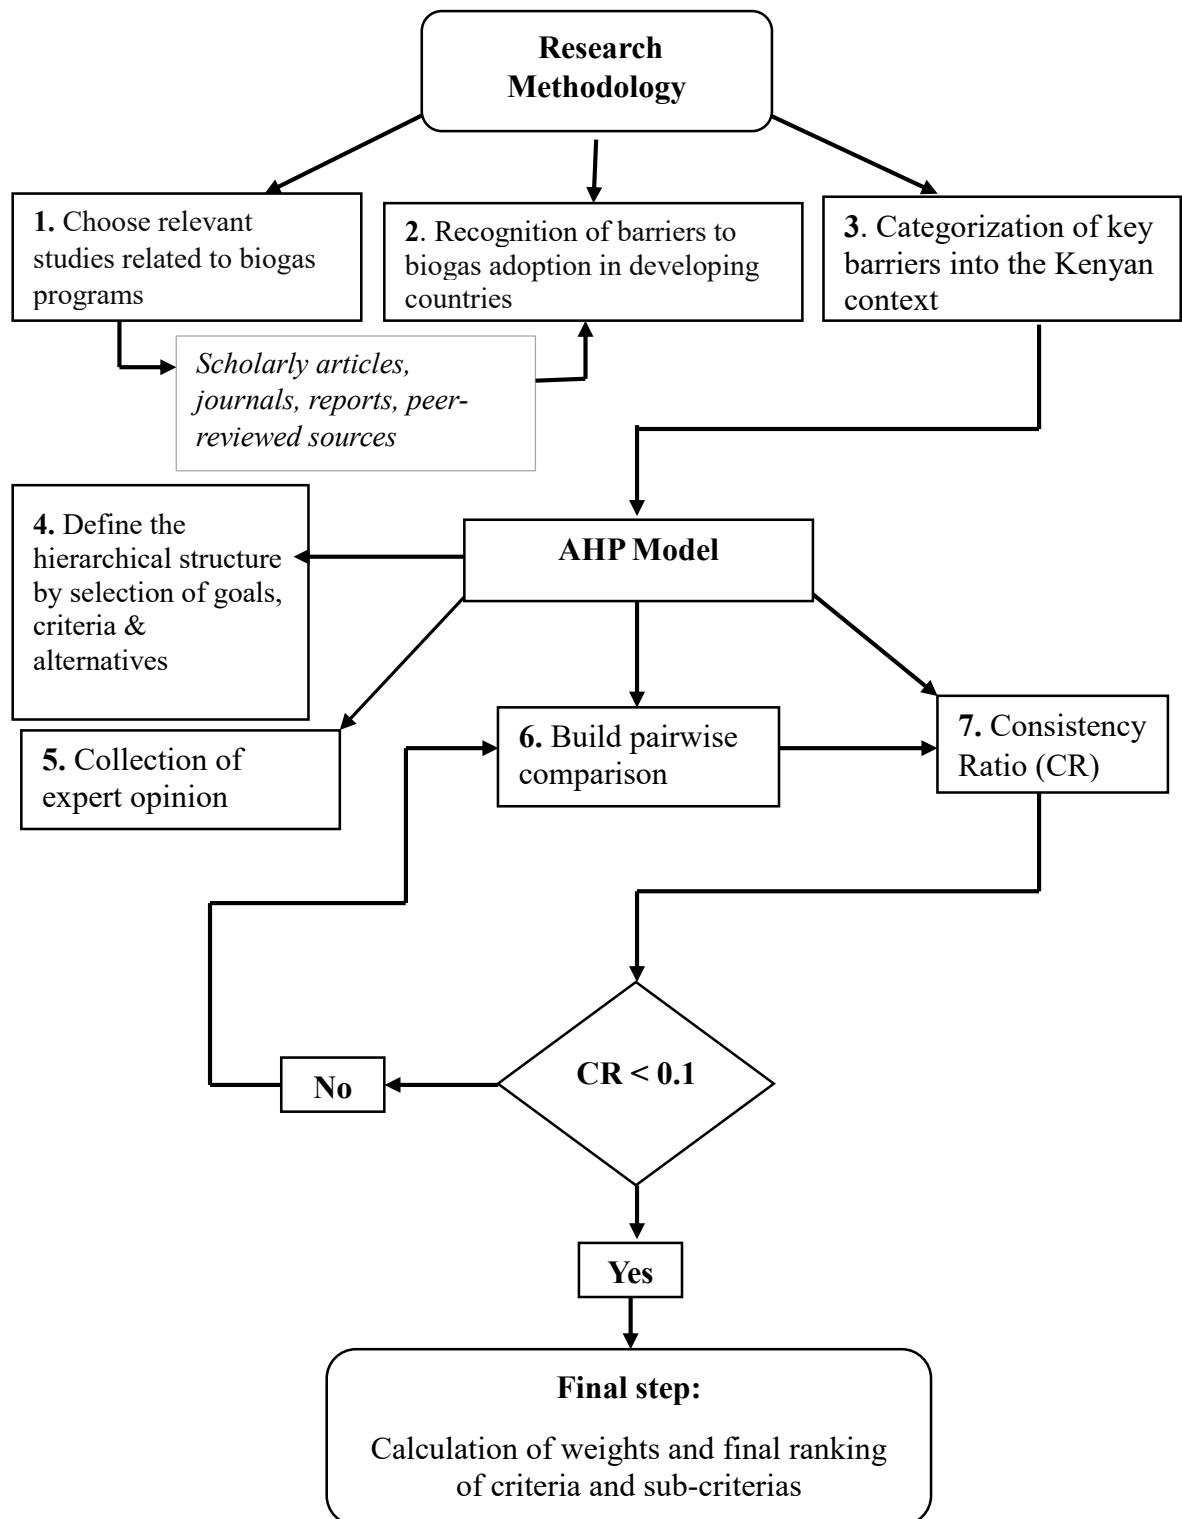 Research
Methodology
1. Choose relevant
studies related to biogas
programs
2. Recognition of barriers to
biogas adoption in developing
countries
3. Categorization of key
barriers into the Kenyan
context
Scholarly articles,
journals, reports, peer-
reviewed sources
4. Define the
hierarchical structure
by selection of goals,
criteria &
alternatives
AHP Model
5. Collection of
expert opinion
6. Build pairwise
comparison
7. Consistency
Ratio (CR)
CR < 0.1
No
Yes
Final step:
Calculation of weights and final ranking
of criteria and sub-criterias